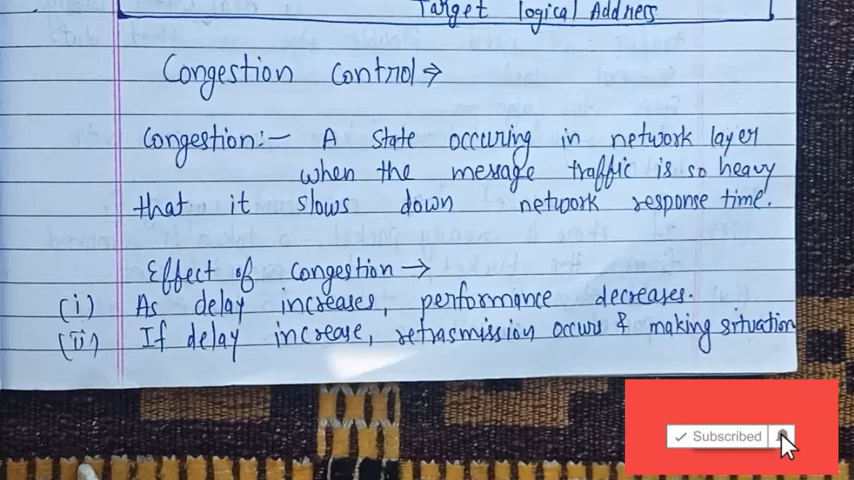 Target logical Address
Congestion Control ⇒
Congestion:- A State occuring in network layer
when the message traffic is so heavy
that it slows down network response time.
Effect of Congestion →
(i) As delay increases, performance decreases.
(ii) If delay increase, retrasmission occurs & making situation
Subscribed